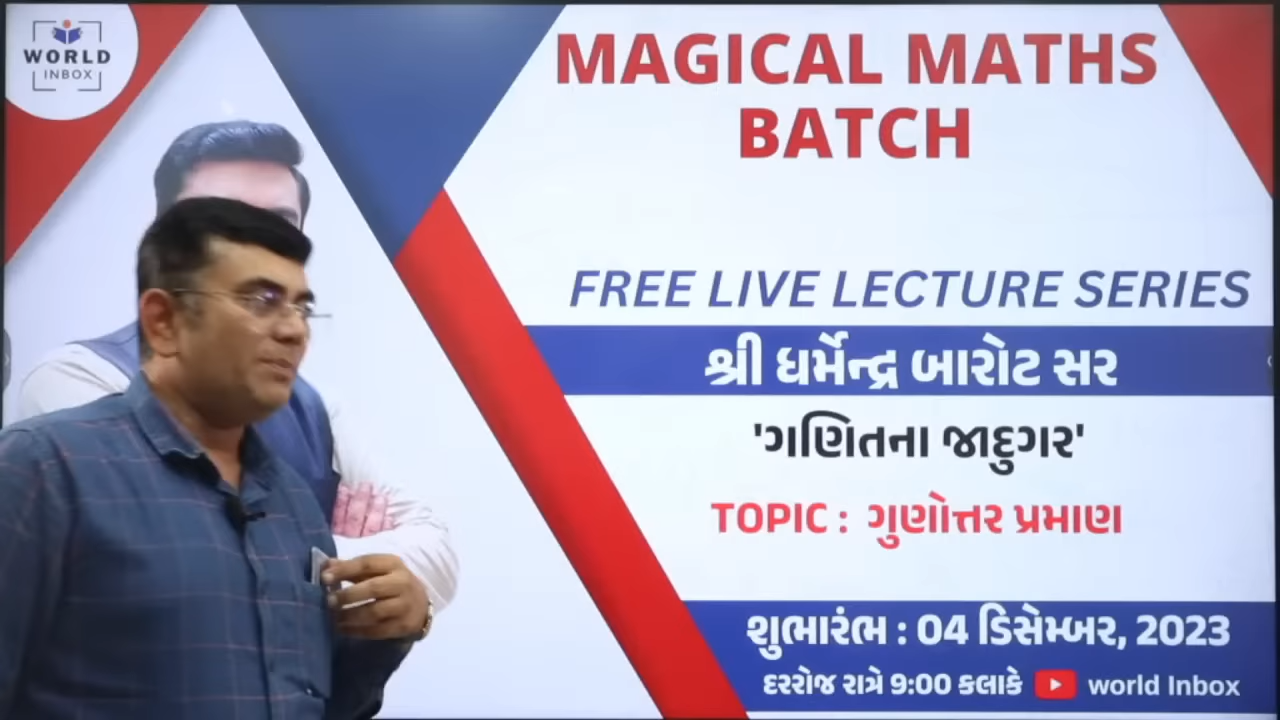 WORLD
INBOX
MAGICAL MATHS
BATCH
FREE LIVE LECTURE SERIES
શ્રી ધર્મેન્દ્ર બારોટ સર
'ગણિતના જાદુગર'
TOPIC : ગુણોત્તર પ્રમાણ
શુભારંભ : 04 ડિસેમ્બર, 2023
દરરોજ રાત્રે 9:00 કલાકે world Inbox